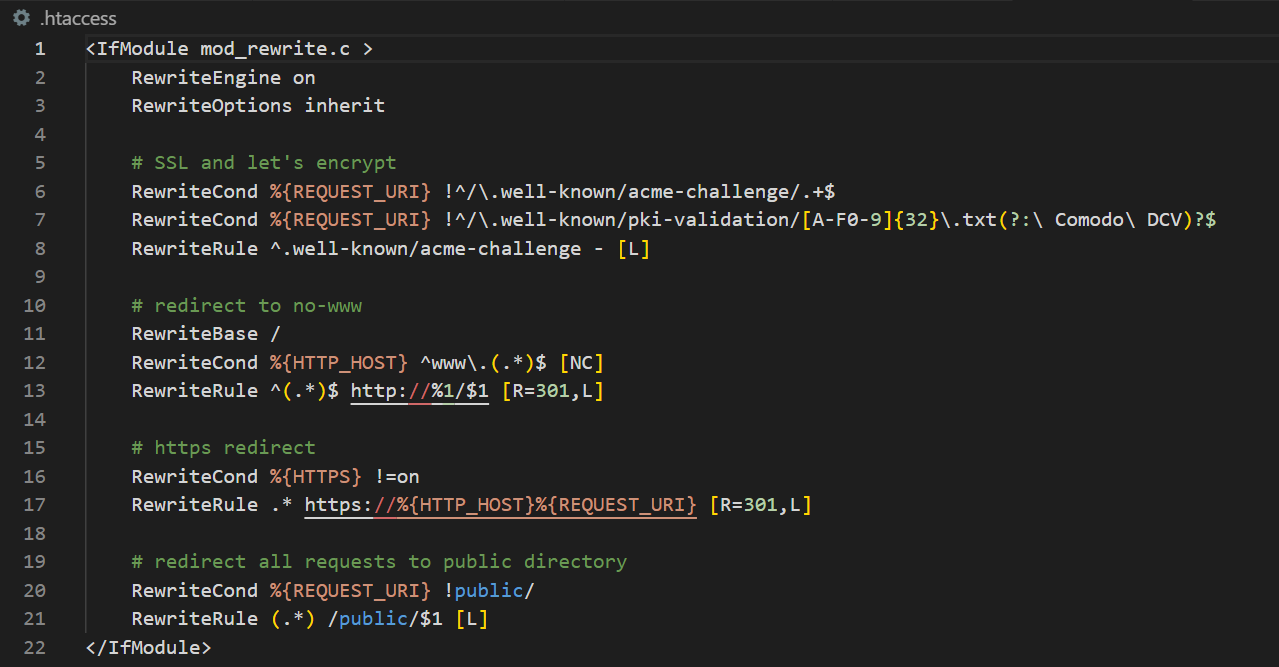 .htaccess
1 <IfModule mod_rewrite.c >
2 RewriteEngine on
3 RewriteOptions inherit
4
5 # SSL and let's encrypt
6 RewriteCond %{REQUEST_URI} !^/\.well-known/acme-challenge/.+$
7 RewriteCond %{REQUEST_URI} !^/\.well-known/pki-validation/[A-F0-9]{32}\.txt(?:\ Comodo\ DCV)?$
8 RewriteRule ^.well-known/acme-challenge - [L]
9
10 # redirect to no-www
11 RewriteBase /
12 RewriteCond %{HTTP_HOST} ^www\.(.*)$ [NC]
13 RewriteRule ^(.*)$ http://%1/$1 [R=301,L]
14
15 # https redirect
16 RewriteCond %{HTTPS} !=on
17 RewriteRule .* https://%{HTTP_HOST}%{REQUEST_URI} [R=301,L]
18
19 # redirect all requests to public directory
20 RewriteCond %{REQUEST_URI} !public/
21 RewriteRule (.*) /public/$1 [L]
22 </IfModule>